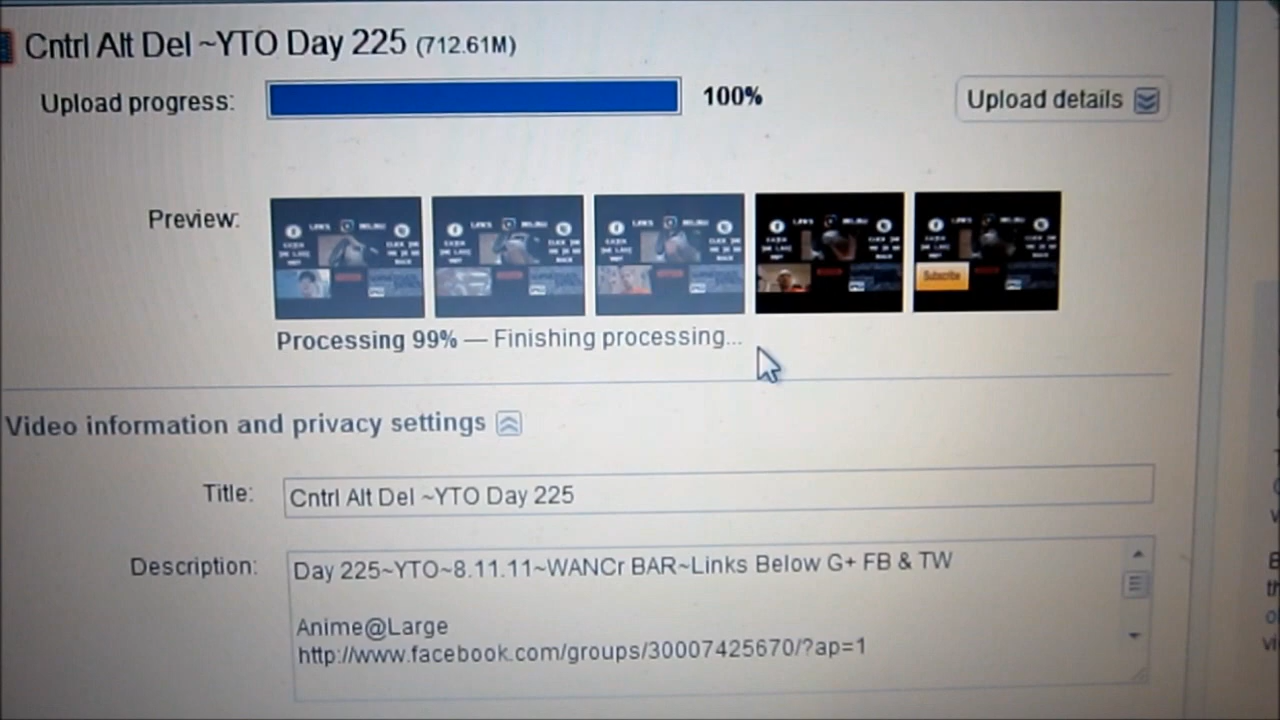 Cntrl Alt Del ~YTO Day 225 (712.61M)
Upload progress: 100% Upload details
Preview:
Subscribe
Processing 99% — Finishing processing...
Video information and privacy settings
Title: Cntrl Alt Del ~YTO Day 225
Description: Day 225~YTO~8.11.11~WANCr BAR~Links Below G+ FB & TW
Anime@Large
http://www.facebook.com/groups/30007425670/?ap=1